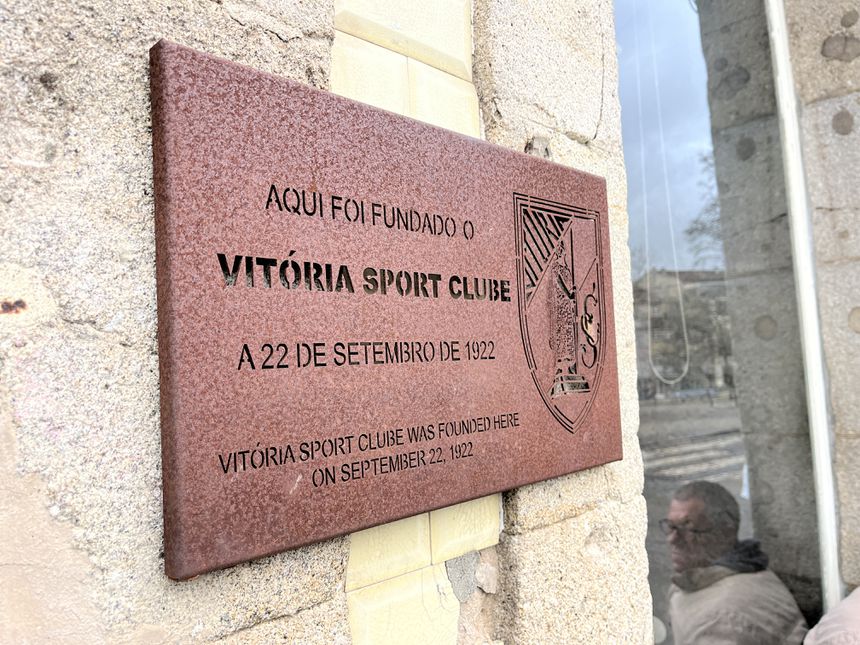 AQUI FOI FUNDADO O
VITÓRIA SPORT CLUBE
A 22 DE SETEMBRO DE 1922
VITÓRIA SPORT CLUBE WAS FOUNDED HERE
ON SEPTEMBER 22, 1922
VITÓRIA